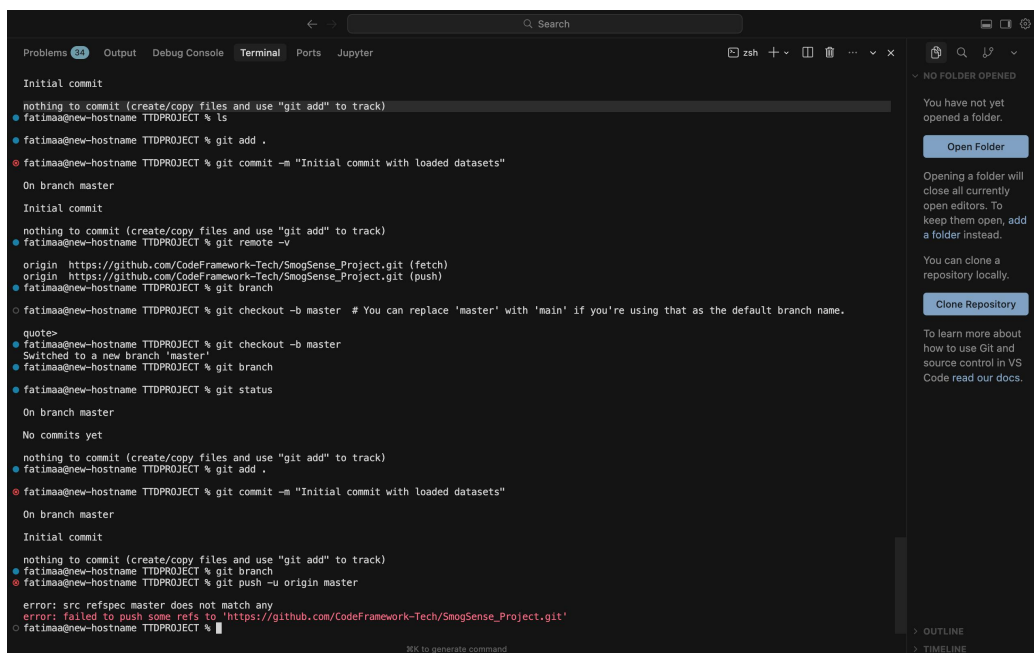 Search
Problems 34 Output Debug Console Terminal Ports Jupyter
zsh
Initial commit
nothing to commit (create/copy files and use "git add" to track)
fatimaa@new-hostname TTDPROJECT % ls
fatimaa@new-hostname TTDPROJECT % git add .
fatimaa@new-hostname TTDPROJECT % git commit -m "Initial commit with loaded datasets"
On branch master
Initial commit
nothing to commit (create/copy files and use "git add" to track)
fatimaa@new-hostname TTDPROJECT % git remote -v
origin https://github.com/CodeFramework-Tech/SmogSense_Project.git (fetch)
origin https://github.com/CodeFramework-Tech/SmogSense_Project.git (push)
fatimaa@new-hostname TTDPROJECT % git branch
fatimaa@new-hostname TTDPROJECT % git checkout -b master # You can replace 'master' with 'main' if you're using that as the default branch name.
quote>
fatimaa@new-hostname TTDPROJECT % git checkout -b master
Switched to a new branch 'master'
fatimaa@new-hostname TTDPROJECT % git branch
fatimaa@new-hostname TTDPROJECT % git status
On branch master
No commits yet
nothing to commit (create/copy files and use "git add" to track)
fatimaa@new-hostname TTDPROJECT % git add .
fatimaa@new-hostname TTDPROJECT % git commit -m "Initial commit with loaded datasets"
On branch master
Initial commit
nothing to commit (create/copy files and use "git add" to track)
fatimaa@new-hostname TTDPROJECT % git branch
fatimaa@new-hostname TTDPROJECT % git push -u origin master
error: src refspec master does not match any
error: failed to push some refs to 'https://github.com/CodeFramework-Tech/SmogSense_Project.git'
fatimaa@new-hostname TTDPROJECT %
⌘K to generate command
NO FOLDER OPENED
You have not yet
opened a folder.
Open Folder
Opening a folder will
close all currently
open editors. To
keep them open, add
a folder instead.
You can clone a
repository locally.
Clone Repository
To learn more about
how to use Git and
source control in VS
Code read our docs.
OUTLINE
TIMELINE